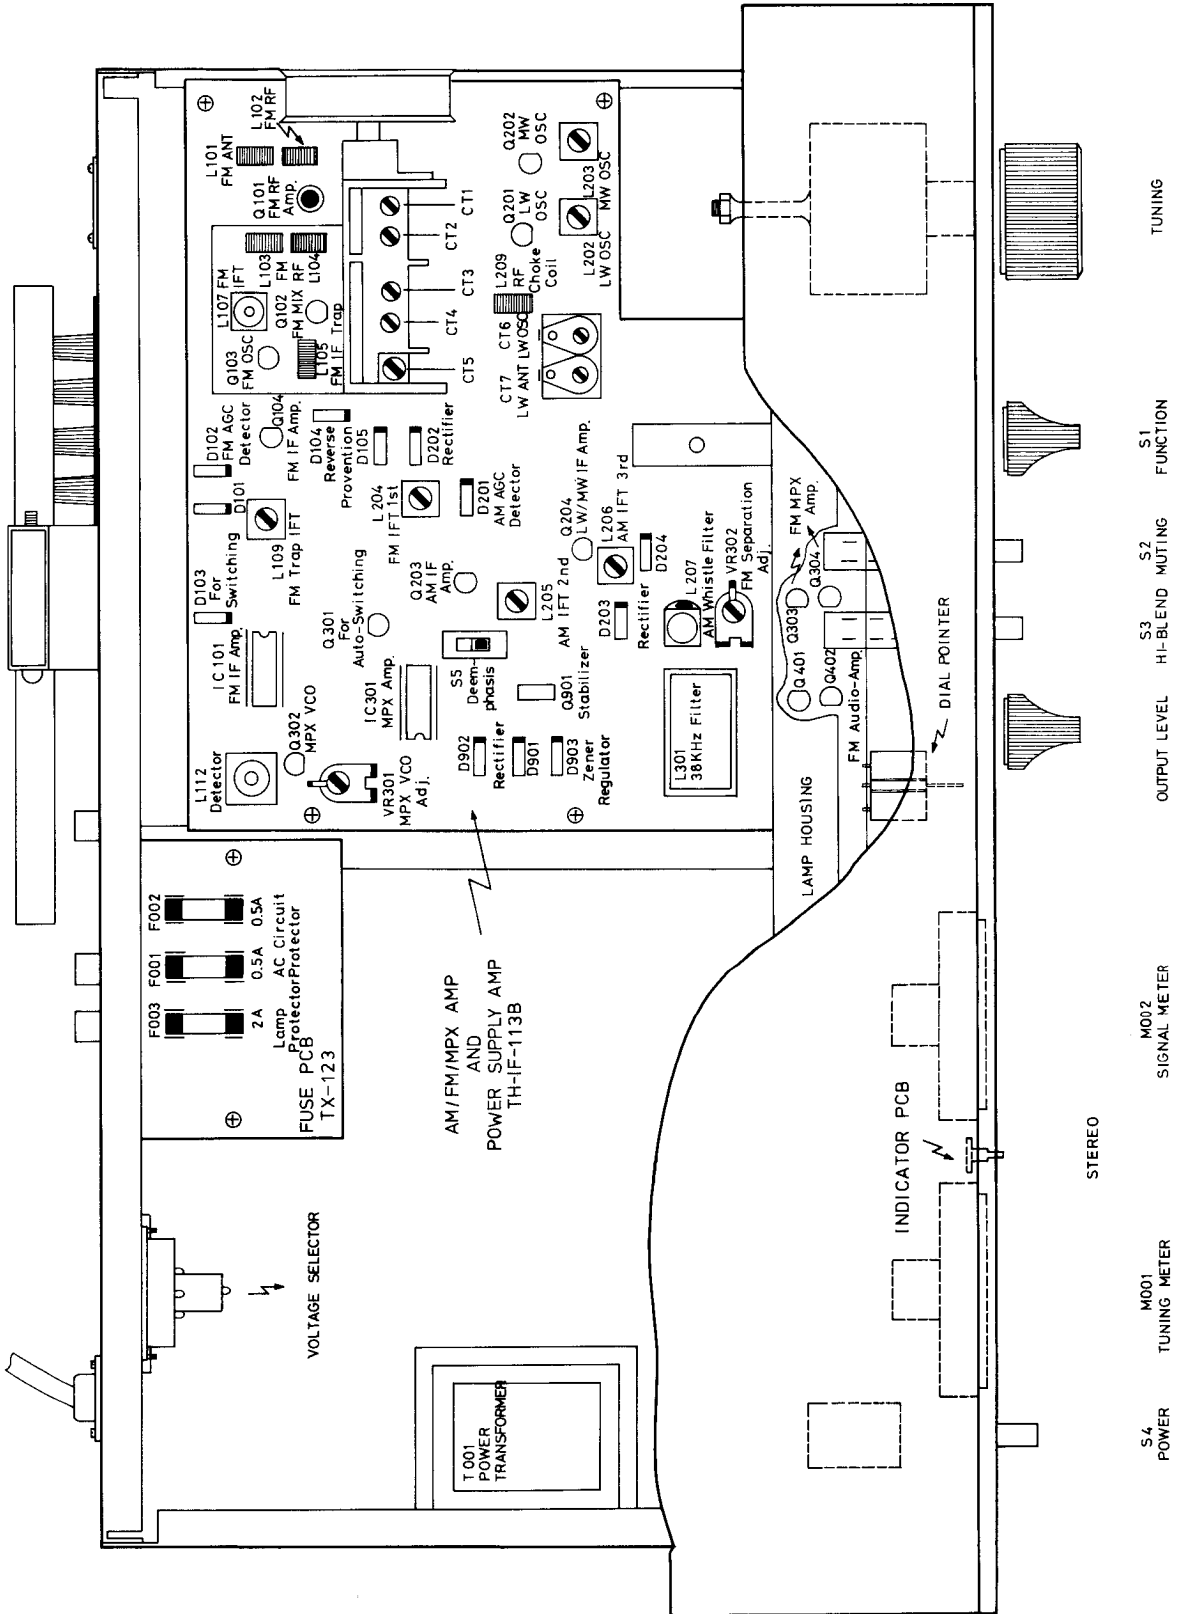 L101
FM ANT
L102
FM RF
Q101
FM RF
Amp.
L107 FM
IFT
L103
FM
RF
L104
Q102
FM MIX
Q103
FM OSC
L105
FM IF Trap
CT1
CT2
CT3
CT4
CT5
Q202
MW
OSC
Q201
LW
OSC
L203
MW OSC
L202
LW OSC
L209
RF
Choke
Coil
CT6
LW OSC
CT7
LW ANT
D102
FM AGC
Detector
Q104
FM IF Amp.
D104
Reverse
Provention
D105
D202
Rectifier
D101
L109
FM Trap IFT
L204
FM IFT 1st
D201
AM AGC
Detector
D103
For
Switching
IC101
FM IF Amp.
Q301
For
Auto-Switching
Q203
AM IF
Amp.
L205
AM IFT 2nd
Q204
LW/MW IF Amp.
L206
AM IFT 3rd
D204
D203
Rectifier
L207
AM Whistle Filter
VR302
FM Separation
Adj.
Q302
MPX VCO
IC301
MPX Amp.
S5
Deem-
phasis
Q901
Stabilizer
L112
Detector
VR301
MPX VCO
Adj.
D902
Rectifier
D901
D903
Zener
Regulator
L301
38KHz Filter
FM MPX
Amp.
Q304
Q303
Q401
Q402
FM Audio-Amp.
LAMP HOUSING
DIAL POINTER
F002
0.5A
F001
0.5A
AC Circuit
Protector
F003
2A
Lamp
Protector
FUSE PCB
TX-123
AM/FM/MPX AMP
AND
POWER SUPPLY AMP
TH-IF-113B
VOLTAGE SELECTOR
T001
POWER
TRANSFORMER
INDICATOR PCB
S4
POWER
M001
TUNING METER
STEREO
M002
SIGNAL METER
OUTPUT LEVEL
S3
HI-BLEND
S2
MUTING
S1
FUNCTION
TUNING